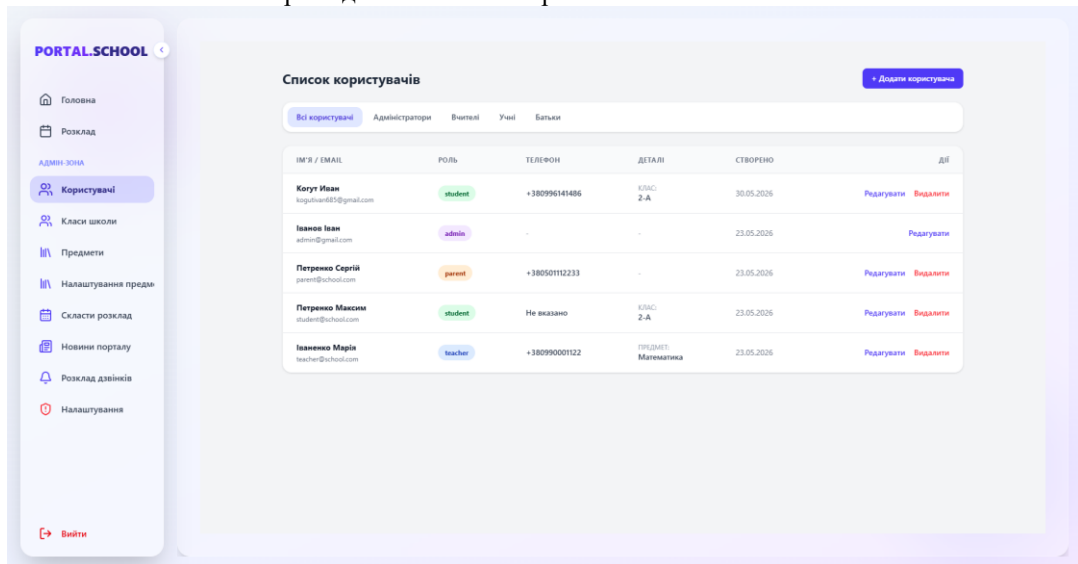 PORTAL.SCHOOL
Головна
Розклад
АДМІН-ЗОНА
Користувачі
Класи школи
Предмети
Налаштування предм
Скласти розклад
Новини порталу
Розклад дзвінків
Налаштування
Вийти
Список користувачів
+ Додати користувача
Всі користувачі Адміністратори Вчителі Учні Батьки
ІМ'Я / EMAIL РОЛЬ ТЕЛЕФОН ДЕТАЛІ СТВОРЕНО ДІЇ
Когут Иван student +380996141486 КЛАС: 30.05.2026 Редагувати Видалити
kogutivan685@gmail.com 2-А
Іванов Іван admin - - 23.05.2026 Редагувати
admin@gmail.com
Петренко Сергій parent +380501112233 - 23.05.2026 Редагувати Видалити
parent@school.com
Петренко Максим student Не вказано КЛАС: 23.05.2026 Редагувати Видалити
student@school.com 2-А
Іваненко Марія teacher +380990001122 ПРЕДМЕТ: 23.05.2026 Редагувати Видалити
teacher@school.com Математика